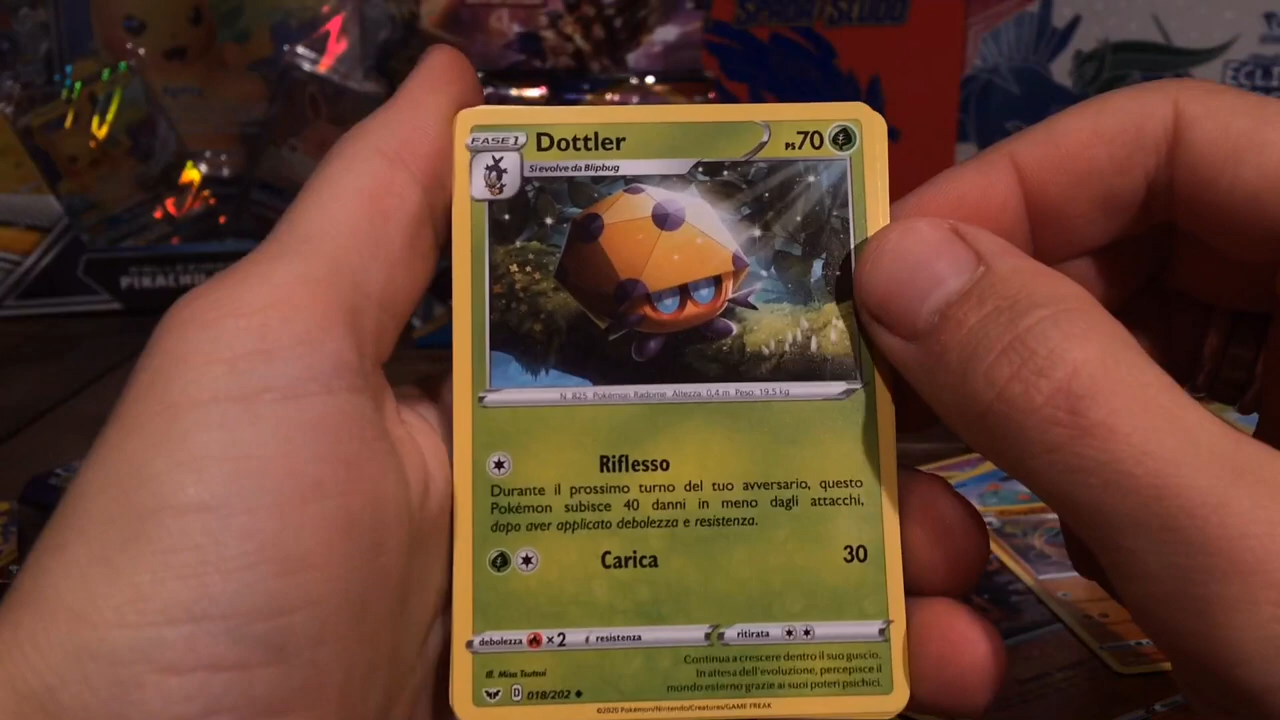 FASE 1
Dottler
PS 70
Si evolve da Blipbug
N. 825 Pokémon Radome Altezza: 0,4 m Peso: 19,5 kg
Riflesso
Durante il prossimo turno del tuo avversario, questo
Pokémon subisce 40 danni in meno dagli attacchi,
dopo aver applicato debolezza e resistenza.
Carica 30
debolezza ×2 resistenza ritirata
Continua a crescere dentro il suo guscio.
In attesa dell'evoluzione, percepisce il
mondo esterno grazie ai suoi poteri psichici.
Ill. Misa Tsutsui
D 018/202
©2020 Pokémon/Nintendo/Creatures/GAME FREAK